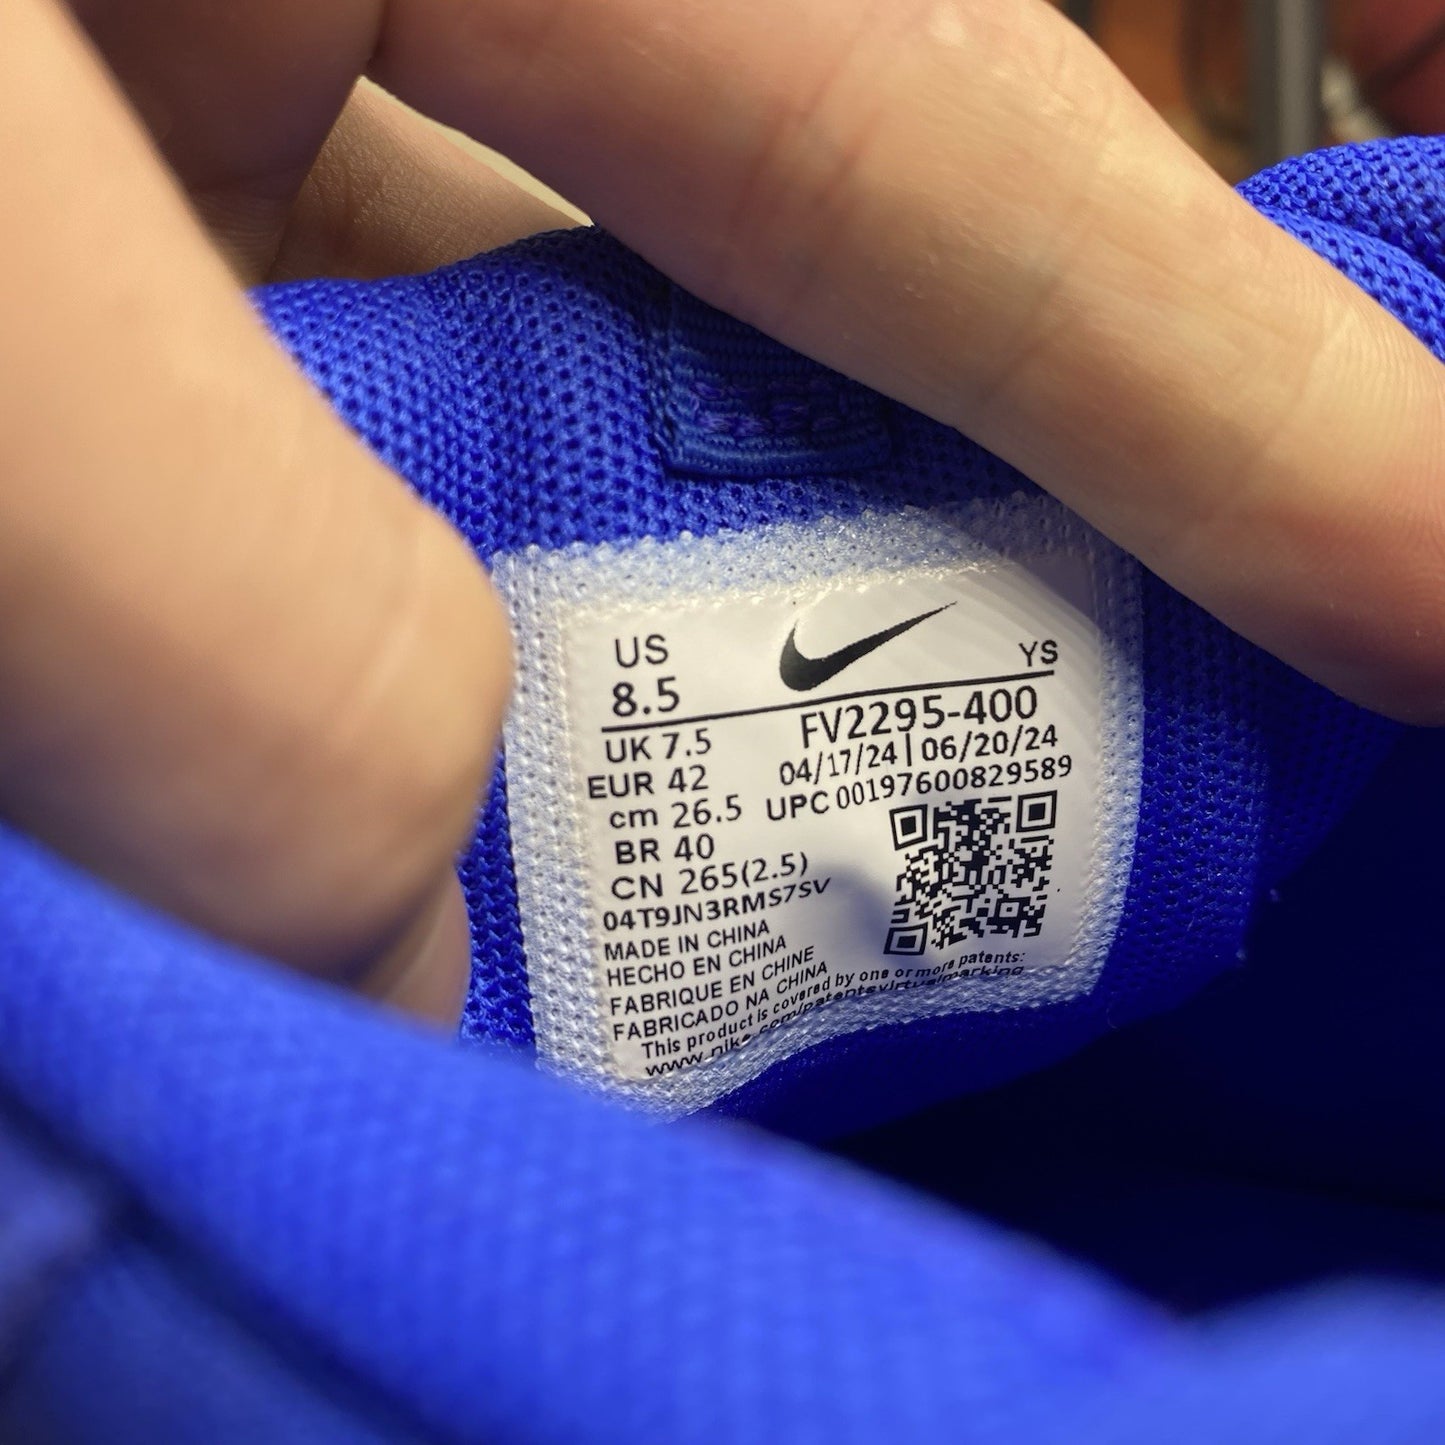 US
8.5
YS
FV2295-400
UK 7.5
04/17/24 | 06/20/24
EUR 42
UPC 00197600829589
cm 26.5
BR 40
CN 265(2.5)
04T9JN3RMS7SV
MADE IN CHINA
HECHO EN CHINA
FABRIQUE EN CHINE
FABRICADO NA CHINA
This product is covered by one or more patents:
www.nike.com/patentsvirtualmarking